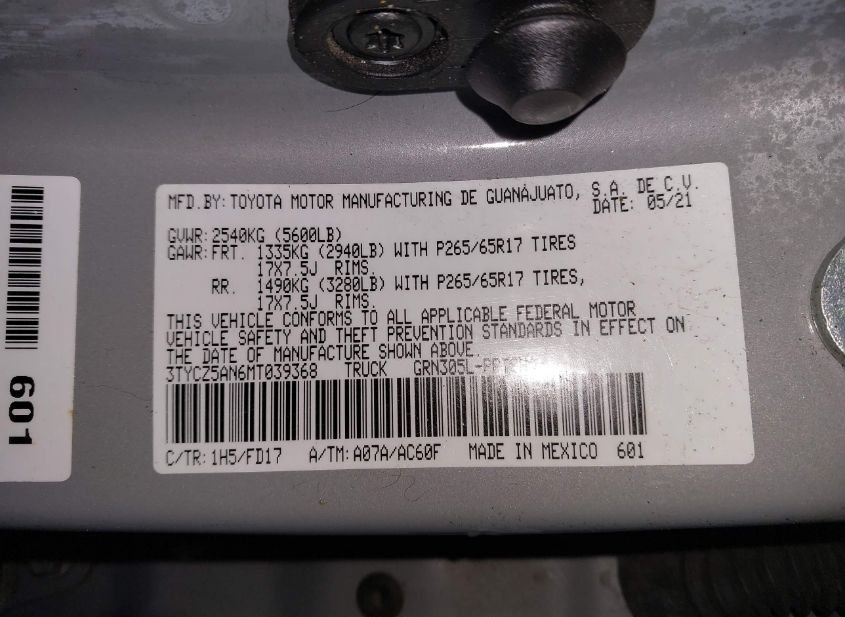 MFD.BY: TOYOTA MOTOR MANUFACTURING DE GUANAJUATO, S.A. DE C.V.
DATE: 05/21
GVWR: 2540KG (5600LB)
GAWR: FRT. 1335KG (2940LB) WITH P265/65R17 TIRES
17X7.5J RIMS.
RR. 1490KG (3280LB) WITH P265/65R17 TIRES,
17X7.5J RIMS.
THIS VEHICLE CONFORMS TO ALL APPLICABLE FEDERAL MOTOR
VEHICLE SAFETY AND THEFT PREVENTION STANDARDS IN EFFECT ON
THE DATE OF MANUFACTURE SHOWN ABOVE.
3TYCZ5AN6MT039368 TRUCK
C/TR: 1H5/FD17 A/TM: A07A/AC60F MADE IN MEXICO 601
601